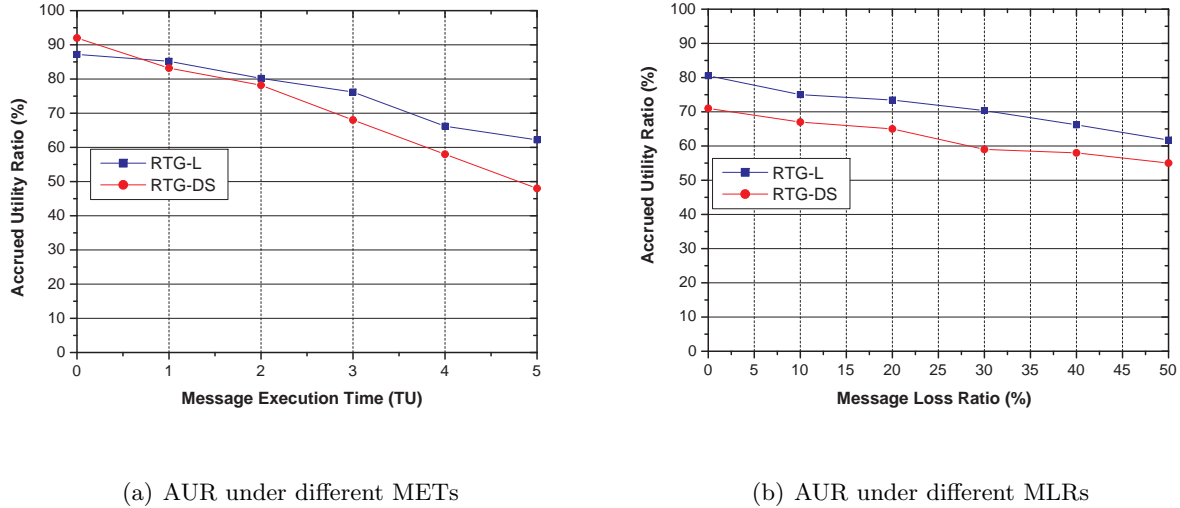 Accrued Utility Ratio (%)
100
90
80
70
60
50
40
30
20
10
0
RTG-L
RTG-DS
0 1 2 3 4 5
Message Execution Time (TU)
(a) AUR under different METs
Accrued Utility Ratio (%)
100
90
80
70
60
50
40
30
20
10
0
RTG-L
RTG-DS
0 5 10 15 20 25 30 35 40 45 50
Message Loss Ratio (%)
(b) AUR under different MLRs